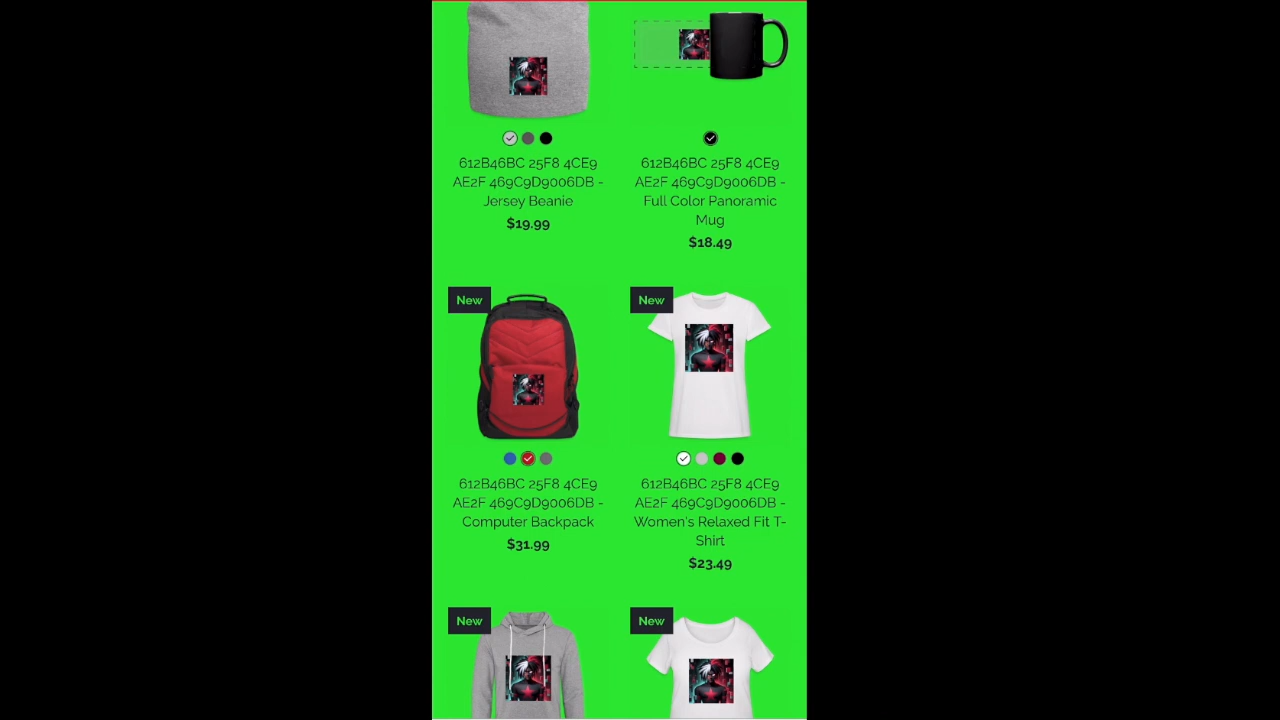 612B46BC 25F8 4CE9
AE2F 469C9D9006DB -
Jersey Beanie
$19.99
612B46BC 25F8 4CE9
AE2F 469C9D9006DB -
Full Color Panoramic
Mug
$18.49
New
612B46BC 25F8 4CE9
AE2F 469C9D9006DB -
Computer Backpack
$31.99
New
612B46BC 25F8 4CE9
AE2F 469C9D9006DB -
Women's Relaxed Fit T-
Shirt
$23.49
New
New